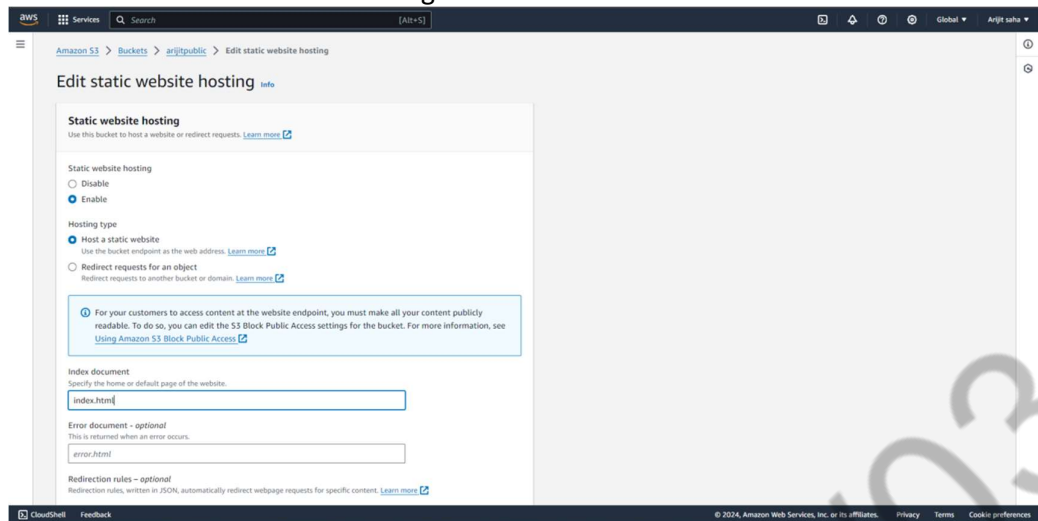 aws Services Search [Alt+S] Global ▼ Arijit saha ▼
Amazon S3 > Buckets > arijitpublic > Edit static website hosting
Edit static website hosting Info
Static website hosting
Use this bucket to host a website or redirect requests. Learn more
Static website hosting
Disable
Enable
Hosting type
Host a static website
Use the bucket endpoint as the web address. Learn more
Redirect requests for an object
Redirect requests to another bucket or domain. Learn more
For your customers to access content at the website endpoint, you must make all your content publicly
readable. To do so, you can edit the S3 Block Public Access settings for the bucket. For more information, see
Using Amazon S3 Block Public Access
Index document
Specify the home or default page of the website.
index.html
Error document - optional
This is returned when an error occurs.
error.html
Redirection rules – optional
Redirection rules, written in JSON, automatically redirect webpage requests for specific content. Learn more
CloudShell Feedback © 2024, Amazon Web Services, Inc. or its affiliates. Privacy Terms Cookie preferences